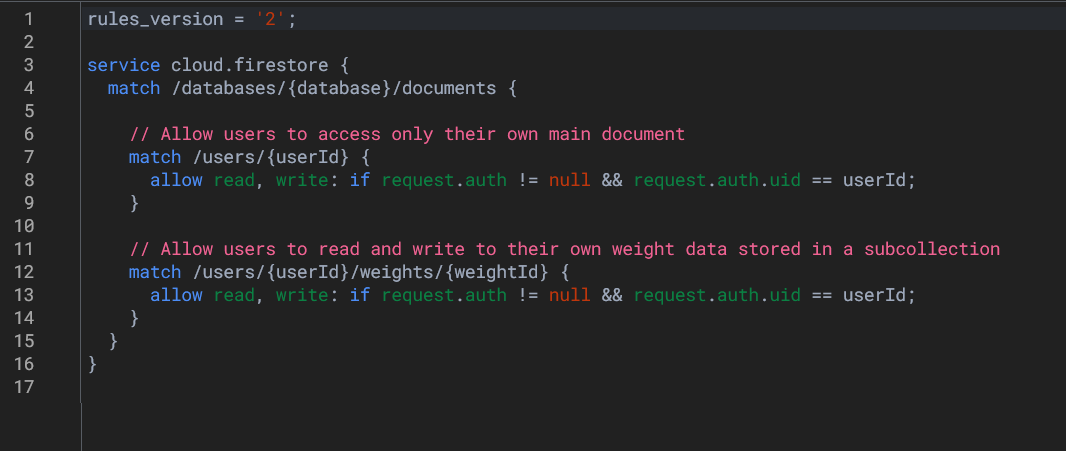 1 rules_version = '2';
2
3 service cloud.firestore {
4   match /databases/{database}/documents {
5
6     // Allow users to access only their own main document
7     match /users/{userId} {
8       allow read, write: if request.auth != null && request.auth.uid == userId;
9     }
10
11     // Allow users to read and write to their own weight data stored in a subcollection
12     match /users/{userId}/weights/{weightId} {
13       allow read, write: if request.auth != null && request.auth.uid == userId;
14     }
15   }
16 }
17